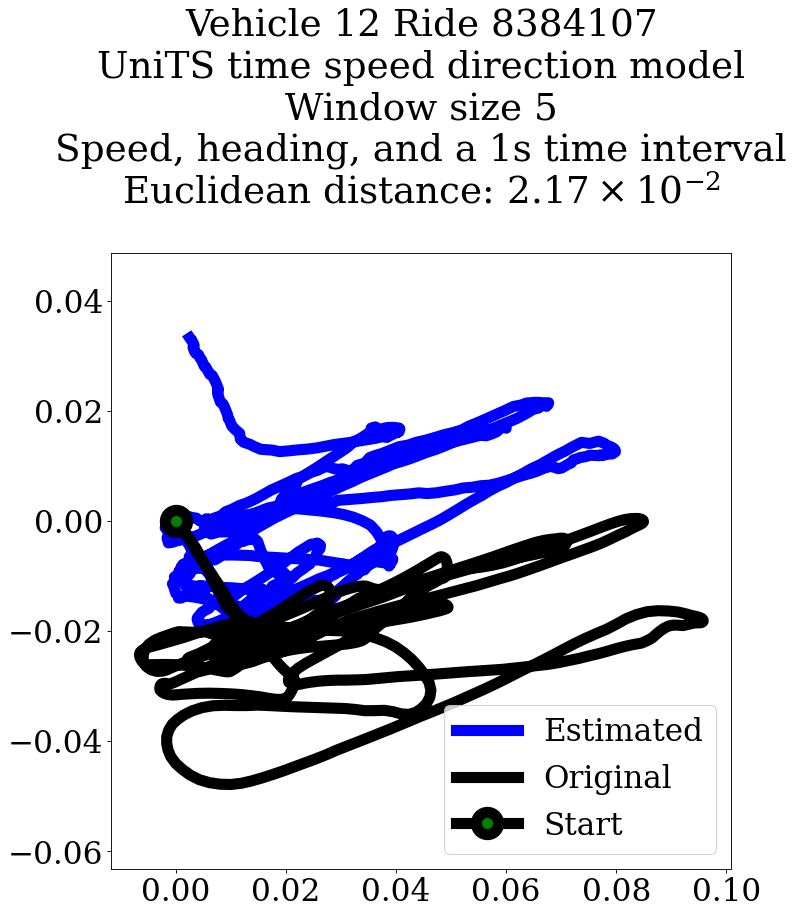 Vehicle 12 Ride 8384107
UniTS time speed direction model
Window size 5
Speed, heading, and a 1s time interval
Euclidean distance: $2.17 \times 10^{-2}$
0.04
0.02
0.00
−0.02
−0.04
−0.06
Estimated
Original
Start
0.00 0.02 0.04 0.06 0.08 0.10